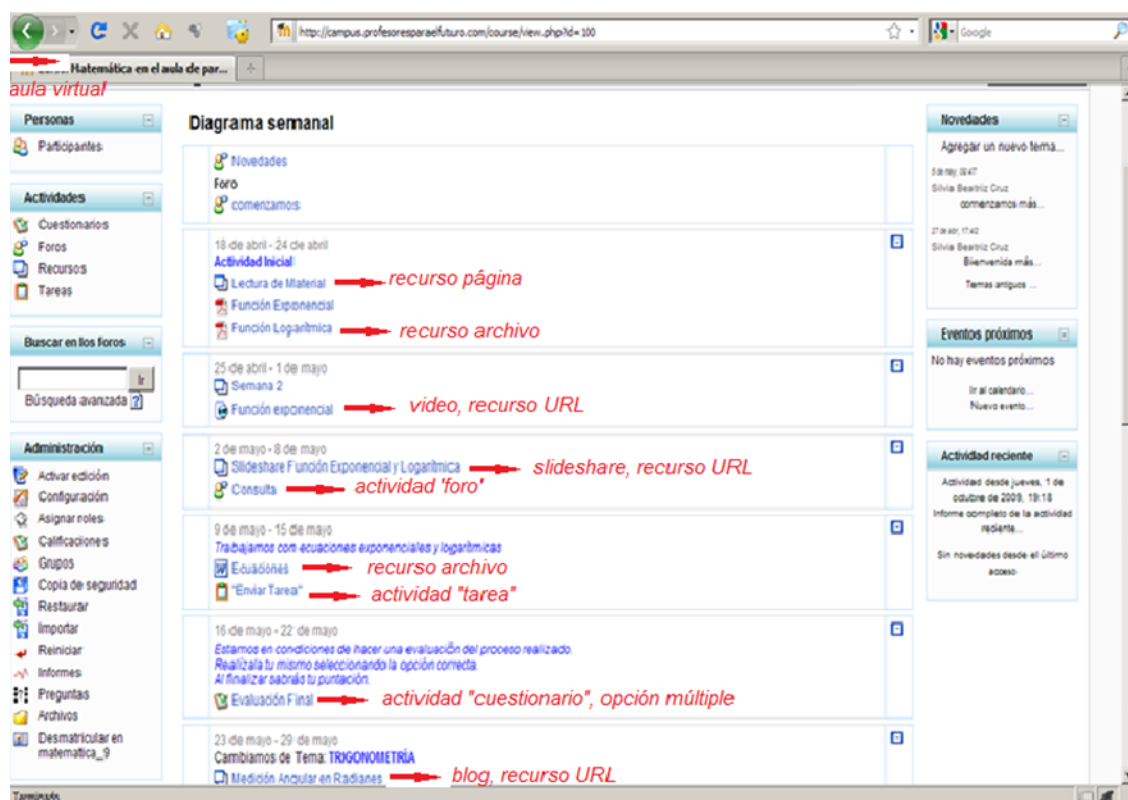 http://campus.profesoresparaelfuturo.com/course/view.php?id=100
Google
Matemática en el aula de par...
aula virtual
Personas
Participantes
Actividades
Cuestionarios
Foros
Recursos
Tareas
Buscar en los foros
Ir
Búsqueda avanzada
Administración
Activar edición
Configuración
Asignar roles
Calificaciones
Grupos
Copia de seguridad
Restaurar
Importar
Reiniciar
Informes
Preguntas
Archivos
Desmatricular en
matematica_9
Diagrama semanal
Novedades
Foro
comenzamos
18 de abril - 24 de abril
Actividad Inicial
Lectura de Material recurso página
Función Exponencial
Función Logarítmica recurso archivo
25 de abril - 1 de mayo
Semana 2
Función exponencial video, recurso URL
2 de mayo - 8 de mayo
Slideshare Función Exponencial y Logarítmica slideshare, recurso URL
Consulta actividad 'foro'
9 de mayo - 15 de mayo
Trabajamos con ecuaciones exponenciales y logarítmicas
Ecuaciones recurso archivo
"Enviar Tarea" actividad "tarea"
16 de mayo - 22 de mayo
Estamos en condiciones de hacer una evaluación del proceso realizado.
Realízala tu mismo seleccionando la opción correcta.
Al finalizar sabrás tu puntación.
Evaluación Final actividad "cuestionario", opción múltiple
23 de mayo - 29 de mayo
Cambiamos de Tema: TRIGONOMETRÍA
Medición Angular en Radianes blog, recurso URL
Novedades
Agregar un nuevo tema...
Silvia Beatriz Cruz
comenzamos más...
Silvia Beatriz Cruz
Bienvenida más...
Temas antiguos ...
Eventos próximos
No hay eventos próximos
Ir al calendario...
Nuevo evento...
Actividad reciente
Actividad desde jueves, 1 de
octubre de 2009, 19:18
Informe completo de la actividad
reciente...
Sin novedades desde el último
acceso
Terminado